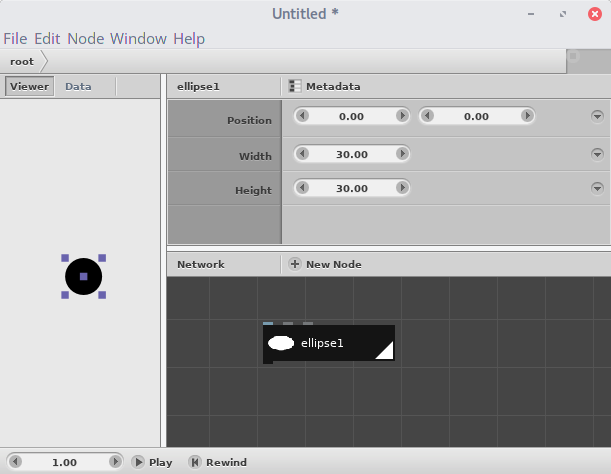 Untitled *
File Edit Node Window Help
root
Viewer Data
ellipse1 Metadata
Position 0.00 0.00
Width 30.00
Height 30.00
Network New Node
ellipse1
1.00 Play Rewind